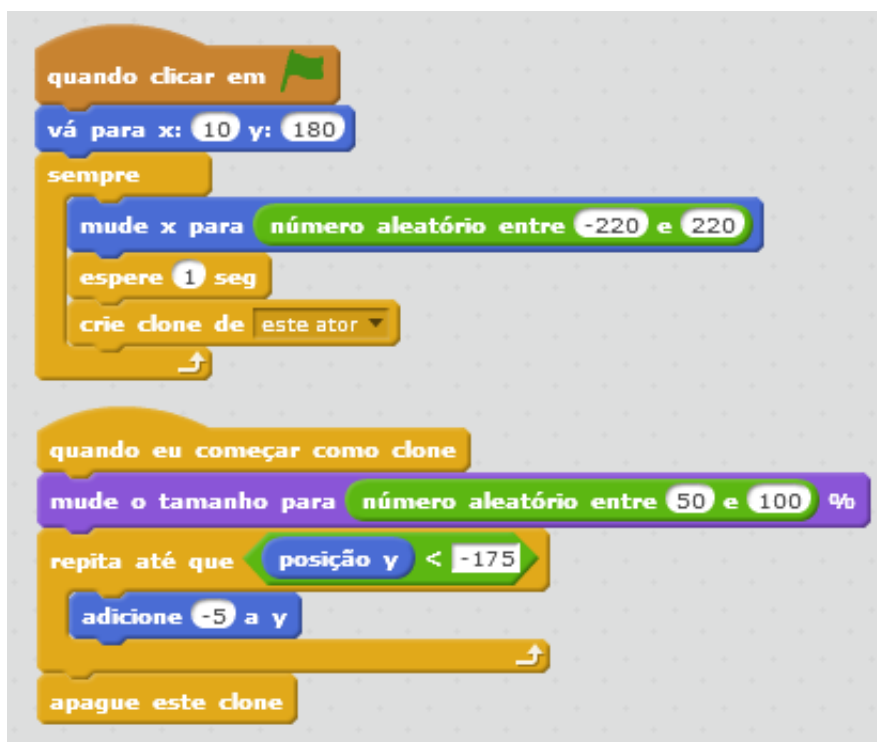 quando clicar em
vá para x: 10 y: 180
sempre
mude x para número aleatório entre -220 e 220
espere 1 seg
crie clone de este ator
quando eu começar como clone
mude o tamanho para número aleatório entre 50 e 100 %
repita até que posição y < -175
adicione -5 a y
apague este clone